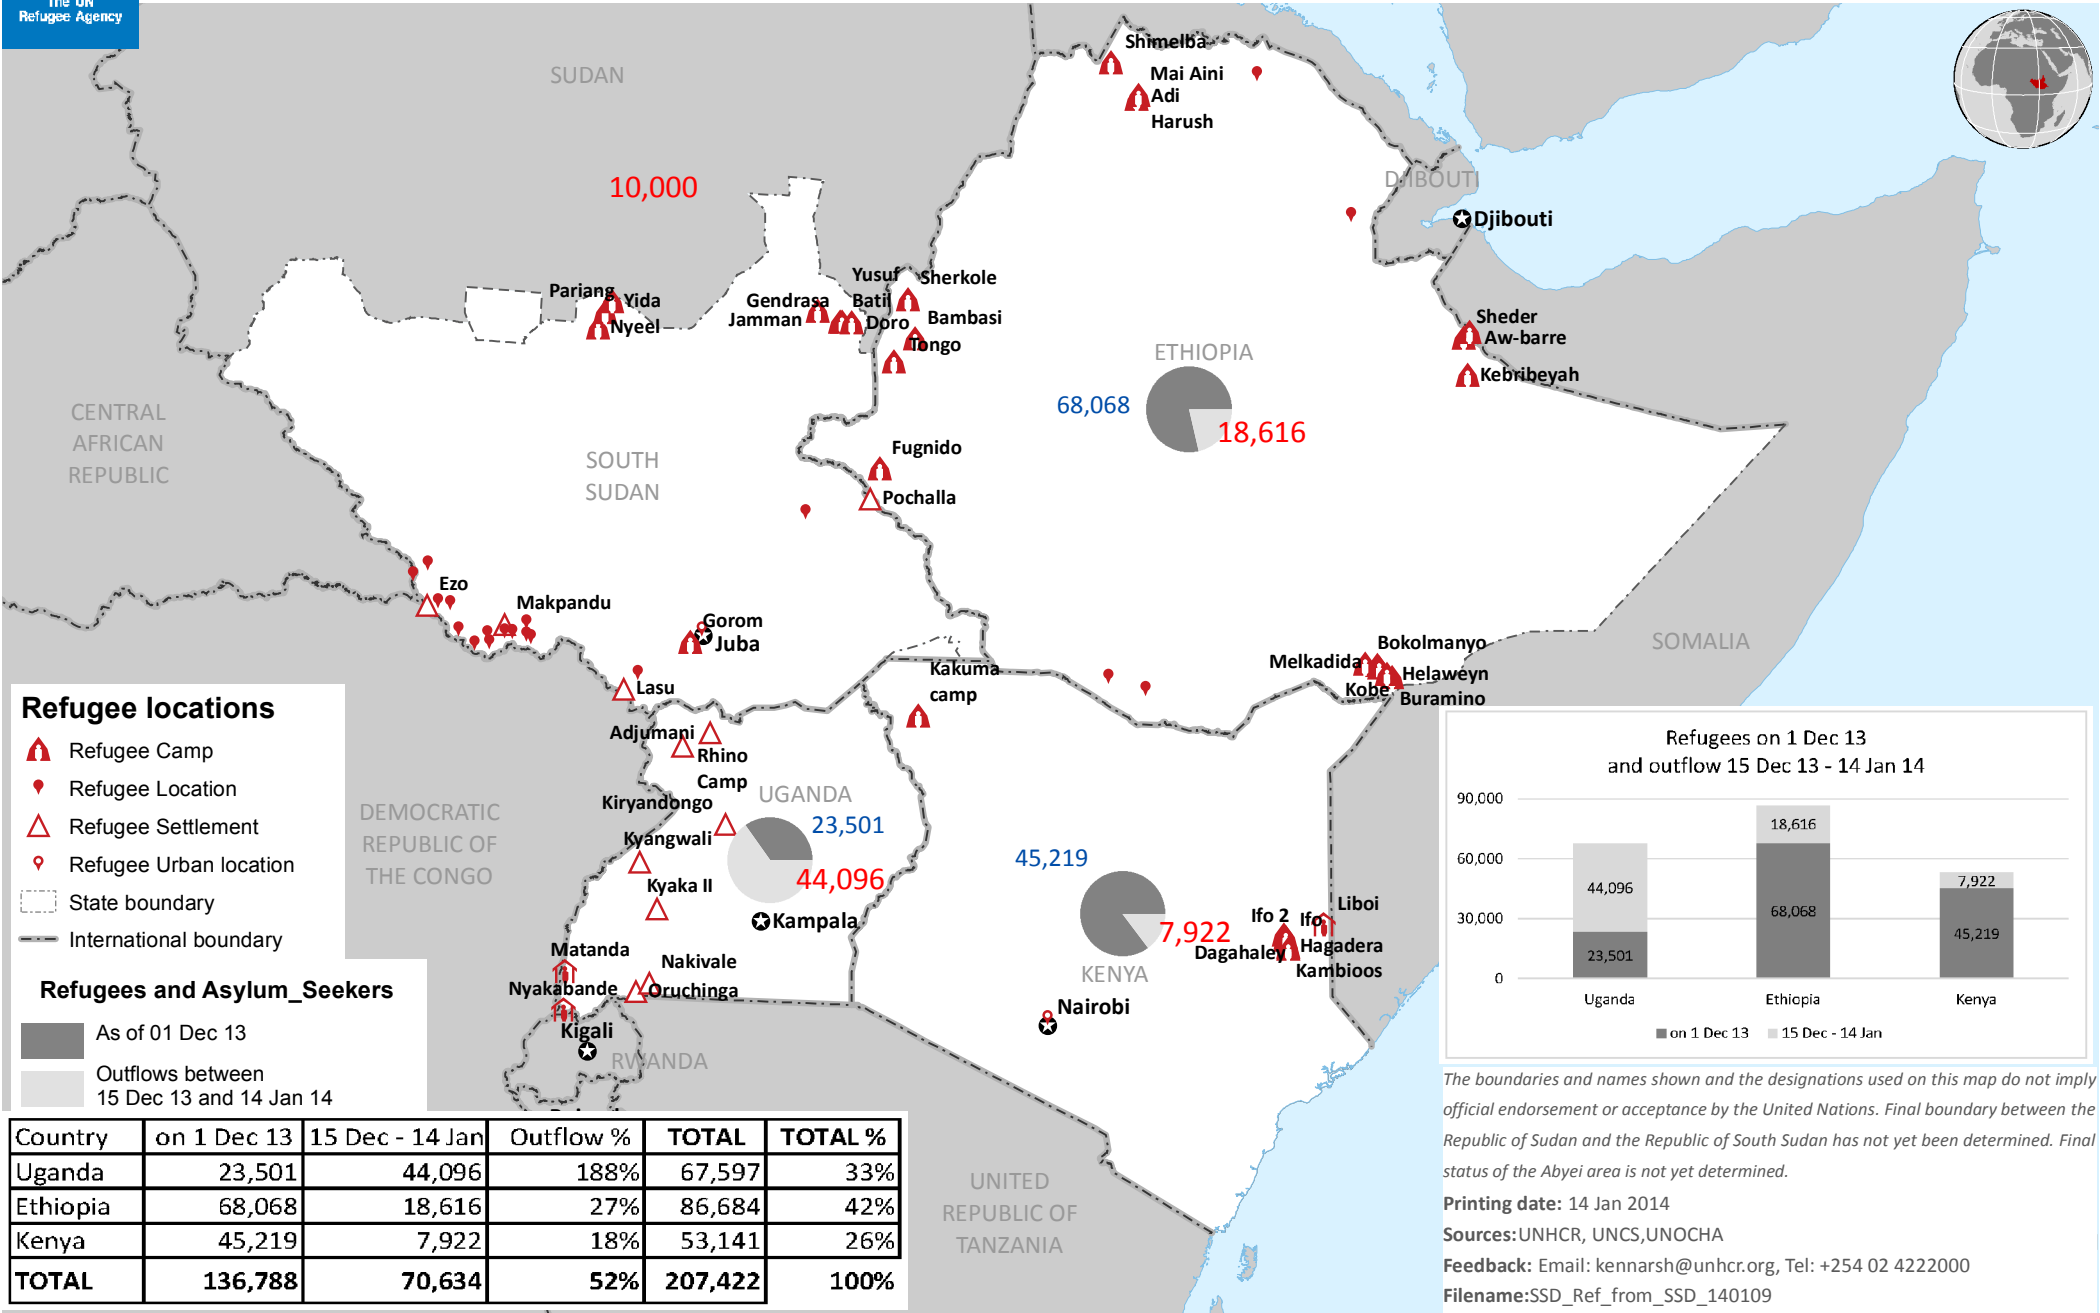 The UN
Refugee Agency
SUDAN
10,000
Shimelba
Mai Aini
Adi
Harush
DJIBOUTI
Djibouti
Pariang
Yida
Nyeel
Gendrasa
Jamman
Yusuf
Batil
Doro
Sherkole
Bambasi
Tongo
Sheder
Aw-barre
Kebribeyah
ETHIOPIA
68,068
18,616
CENTRAL
AFRICAN
REPUBLIC
SOUTH
SUDAN
Fugnido
Pochalla
Ezo
Makpandu
Gorom
Juba
Lasu
Kakuma
camp
SOMALIA
Bokolmanyo
Melkadida
Helaweyn
Kobe
Buramino
Adjumani
Rhino
Camp
Kiryandongo
UGANDA
23,501
44,096
Kyangwali
Kyaka II
Kampala
DEMOCRATIC
REPUBLIC OF
THE CONGO
Matanda
Nyakabande
Nakivale
Oruchinga
Kigali
RWANDA
45,219
7,922
KENYA
Nairobi
Ifo 2
Ifo
Liboi
Dagahaley
Hagadera
Kambioos
UNITED
REPUBLIC OF
TANZANIA
Refugee locations
Refugee Camp
Refugee Location
Refugee Settlement
Refugee Urban location
State boundary
International boundary
Refugees and Asylum_Seekers
As of 01 Dec 13
Outflows between
15 Dec 13 and 14 Jan 14
Country on 1 Dec 13 15 Dec - 14 Jan Outflow % TOTAL TOTAL %
Uganda 23,501 44,096 188% 67,597 33%
Ethiopia 68,068 18,616 27% 86,684 42%
Kenya 45,219 7,922 18% 53,141 26%
TOTAL 136,788 70,634 52% 207,422 100%
Refugees on 1 Dec 13
and outflow 15 Dec 13 - 14 Jan 14
90,000
60,000
30,000
0
44,096
23,501
18,616
68,068
7,922
45,219
Uganda Ethiopia Kenya
on 1 Dec 13 15 Dec - 14 Jan
The boundaries and names shown and the designations used on this map do not imply
official endorsement or acceptance by the United Nations. Final boundary between the
Republic of Sudan and the Republic of South Sudan has not yet been determined. Final
status of the Abyei area is not yet determined.
Printing date: 14 Jan 2014
Sources:UNHCR, UNCS,UNOCHA
Feedback: Email: kennarsh@unhcr.org, Tel: +254 02 4222000
Filename:SSD_Ref_from_SSD_140109